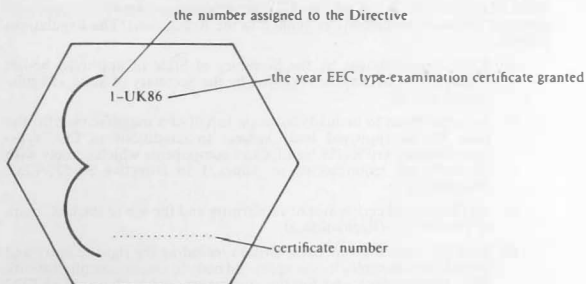 the number assigned to the Directive
1–UK86
the year EEC type-examination certificate granted
certificate number